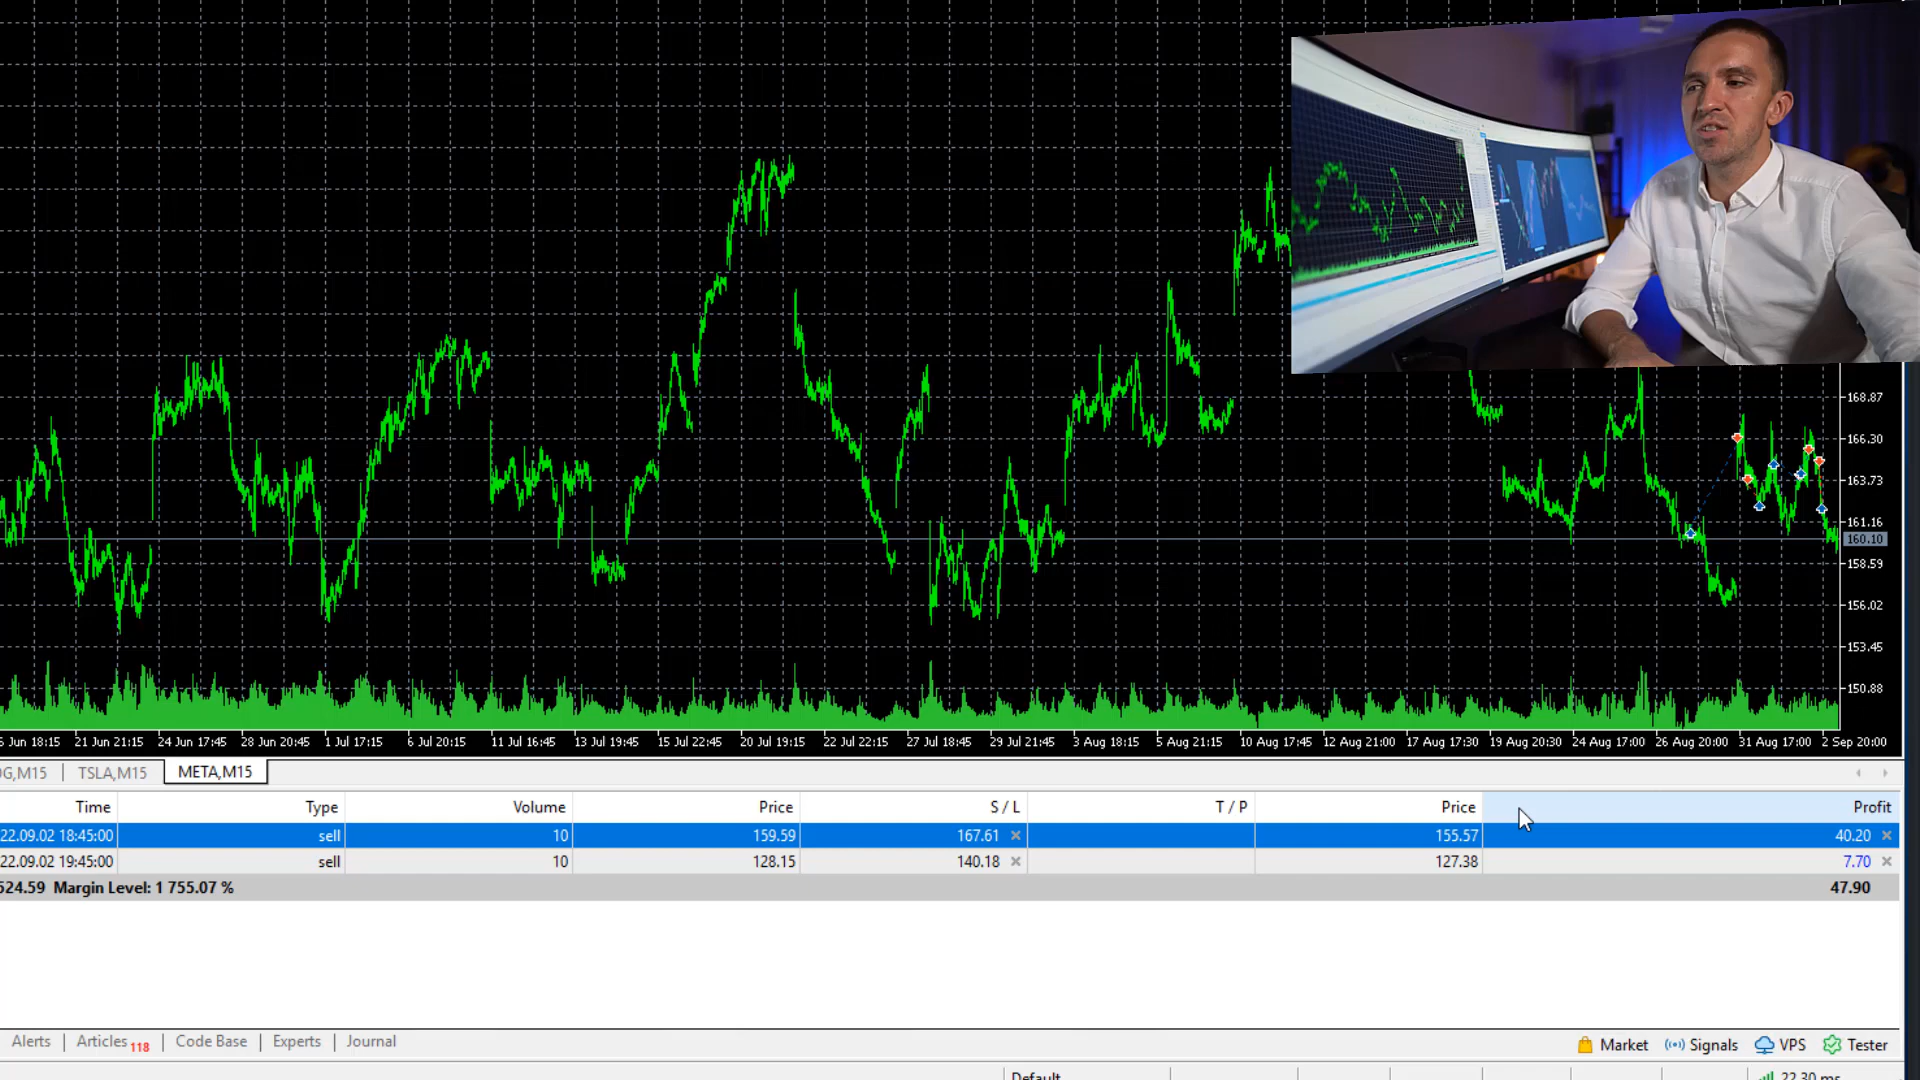 168.87
166.30
163.73
161.16
160.10
158.59
156.02
153.45
150.88
Jun 18:15 21 Jun 21:15 24 Jun 17:45 28 Jun 20:45 1 Jul 17:15 6 Jul 20:15 11 Jul 16:45 13 Jul 19:45 15 Jul 22:45 20 Jul 19:15 22 Jul 22:15 27 Jul 18:45 29 Jul 21:45 3 Aug 18:15 5 Aug 21:15 10 Aug 17:45 12 Aug 21:00 17 Aug 17:30 19 Aug 20:30 24 Aug 17:00 26 Aug 20:00 31 Aug 17:00 2 Sep 20:00
G,M15 TSLA,M15 META,M15
Time Type Volume Price S / L T / P Price Profit
22.09.02 18:45:00 sell 10 159.59 167.61 155.57 40.20
22.09.02 19:45:00 sell 10 128.15 140.18 127.38 7.70
524.59 Margin Level: 1 755.07 % 47.90
Alerts Articles 118 Code Base Experts Journal Market Signals VPS Tester
Default 22.30 ms